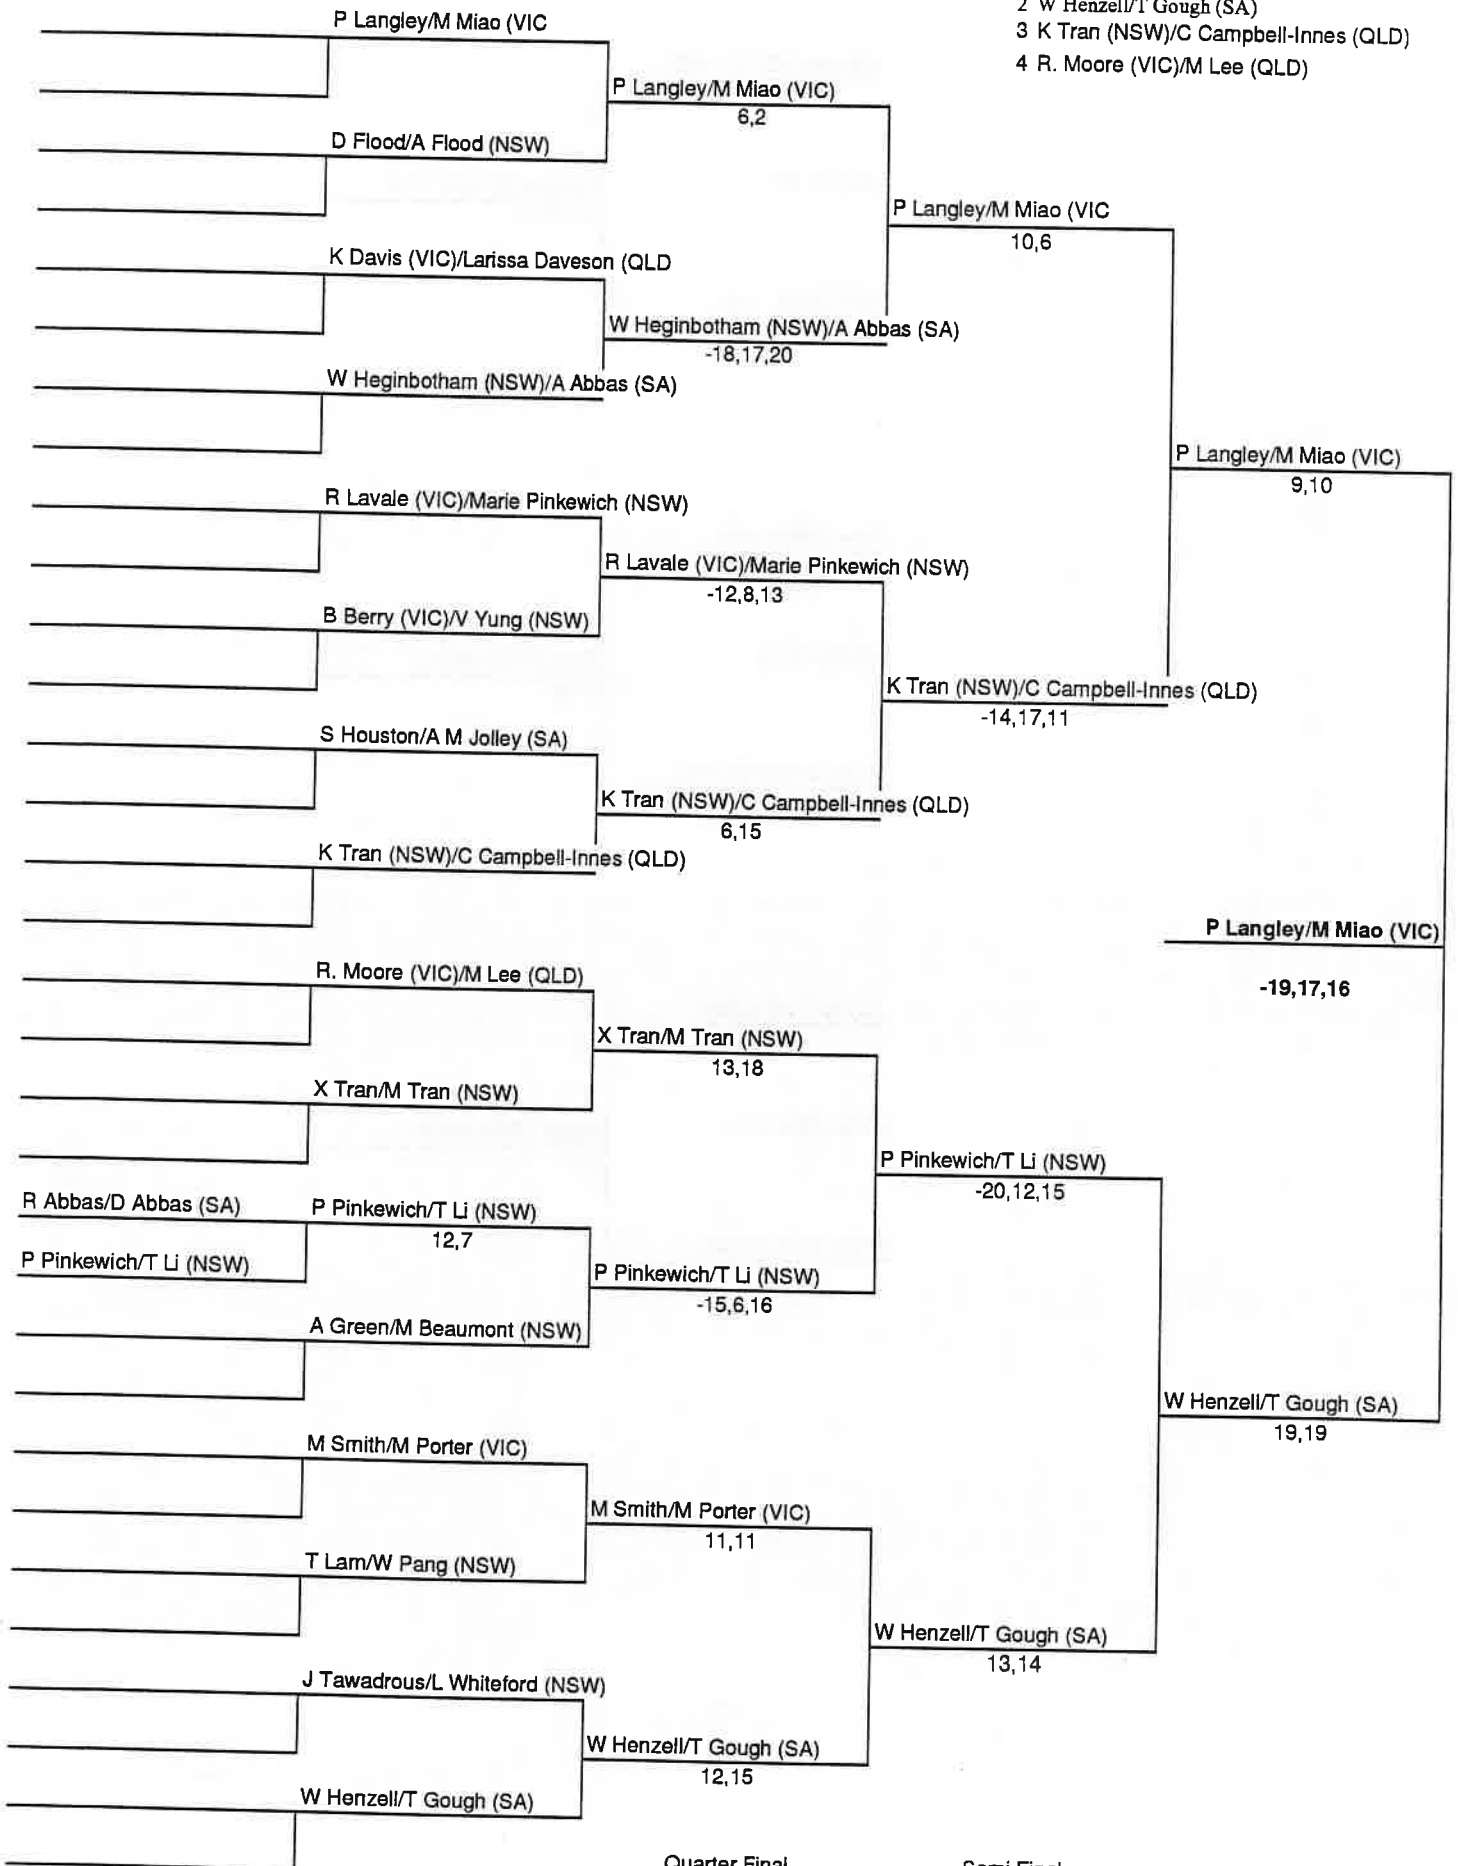 2 W Henzell/T Gough (SA)
3 K Tran (NSW)/C Campbell-Innes (QLD)
4 R. Moore (VIC)/M Lee (QLD)
P Langley/M Miao (VIC
P Langley/M Miao (VIC)
6,2
D Flood/A Flood (NSW)
P Langley/M Miao (VIC
10,6
K Davis (VIC)/Larissa Daveson (QLD
W Heginbotham (NSW)/A Abbas (SA)
-18,17,20
W Heginbotham (NSW)/A Abbas (SA)
P Langley/M Miao (VIC)
9,10
R Lavale (VIC)/Marie Pinkewich (NSW)
R Lavale (VIC)/Marie Pinkewich (NSW)
-12,8,13
B Berry (VIC)/V Yung (NSW)
K Tran (NSW)/C Campbell-Innes (QLD)
-14,17,11
S Houston/A M Jolley (SA)
K Tran (NSW)/C Campbell-Innes (QLD)
6,15
K Tran (NSW)/C Campbell-Innes (QLD)
P Langley/M Miao (VIC)
-19,17,16
R. Moore (VIC)/M Lee (QLD)
X Tran/M Tran (NSW)
13,18
X Tran/M Tran (NSW)
P Pinkewich/T Li (NSW)
-20,12,15
R Abbas/D Abbas (SA)
P Pinkewich/T Li (NSW)
12,7
P Pinkewich/T Li (NSW)
P Pinkewich/T Li (NSW)
-15,6,16
A Green/M Beaumont (NSW)
W Henzell/T Gough (SA)
19,19
M Smith/M Porter (VIC)
M Smith/M Porter (VIC)
11,11
T Lam/W Pang (NSW)
W Henzell/T Gough (SA)
13,14
J Tawadrous/L Whiteford (NSW)
W Henzell/T Gough (SA)
12,15
W Henzell/T Gough (SA)
Quarter Final
Semi Final